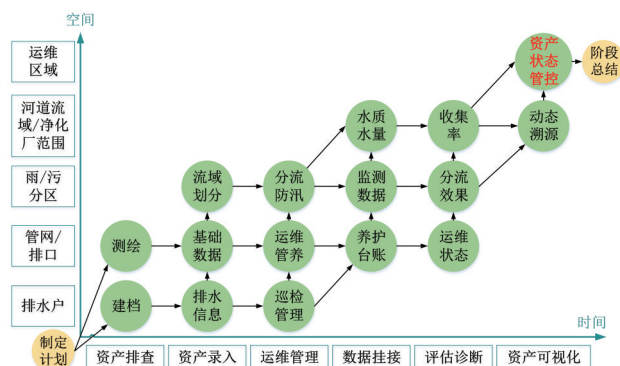 空间
运维
区域
河道流
域/净化
厂范围
雨/污
分区
管网/
排口
排水户
资产
状态
管控
阶段
总结
水质
水量
收集
率
动态
溯源
流域
划分
分流
防汛
监测
数据
分流
效果
测绘
基础
数据
运维
管养
养护
台账
运维
状态
建档
排水
信息
巡检
管理
时间
制定
计划
资产排查
资产录入
运维管理
数据挂接
评估诊断
资产可视化